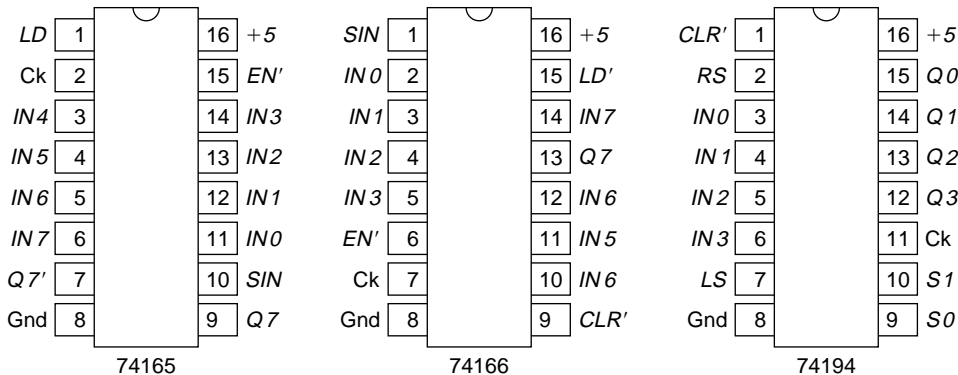 LD 1 16 +5 SIN 1 16 +5 CLR' 1 16 +5
Ck 2 15 EN' IN0 2 15 LD' RS 2 15 Q0
IN4 3 14 IN3 IN1 3 14 IN7 IN0 3 14 Q1
IN5 4 13 IN2 IN2 4 13 Q7 IN1 4 13 Q2
IN6 5 12 IN1 IN3 5 12 IN6 IN2 5 12 Q3
IN7 6 11 IN0 EN' 6 11 IN5 IN3 6 11 Ck
Q7' 7 10 SIN Ck 7 10 IN6 LS 7 10 S1
Gnd 8 9 Q7 Gnd 8 9 CLR' Gnd 8 9 S0
74165 74166 74194